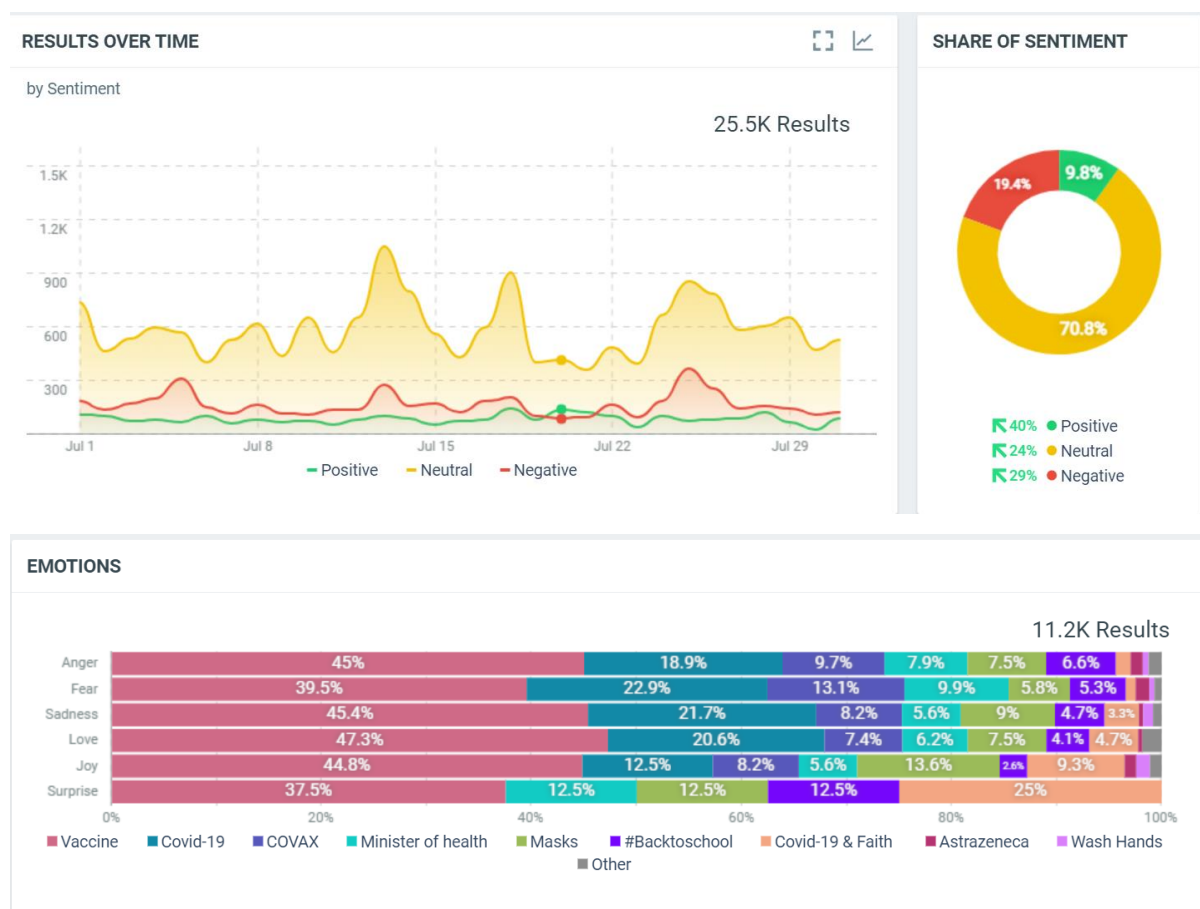 RESULTS OVER TIME
by Sentiment
25.5K Results
1.5K
1.2K
900
600
300
Jul 1 Jul 8 Jul 15 Jul 22 Jul 29
Positive Neutral Negative
SHARE OF SENTIMENT
9.8%
19.4%
70.8%
40% Positive
24% Neutral
29% Negative
EMOTIONS
11.2K Results
Anger 45% 18.9% 9.7% 7.9% 7.5% 6.6%
Fear 39.5% 22.9% 13.1% 9.9% 5.8% 5.3%
Sadness 45.4% 21.7% 8.2% 5.6% 9% 4.7% 3.3%
Love 47.3% 20.6% 7.4% 6.2% 7.5% 4.1% 4.7%
Joy 44.8% 12.5% 8.2% 5.6% 13.6% 2.6% 9.3%
Surprise 37.5% 12.5% 12.5% 12.5% 25%
0% 20% 40% 60% 80% 100%
Vaccine Covid-19 COVAX Minister of health Masks #Backtoschool Covid-19 & Faith Astrazeneca Wash Hands
Other